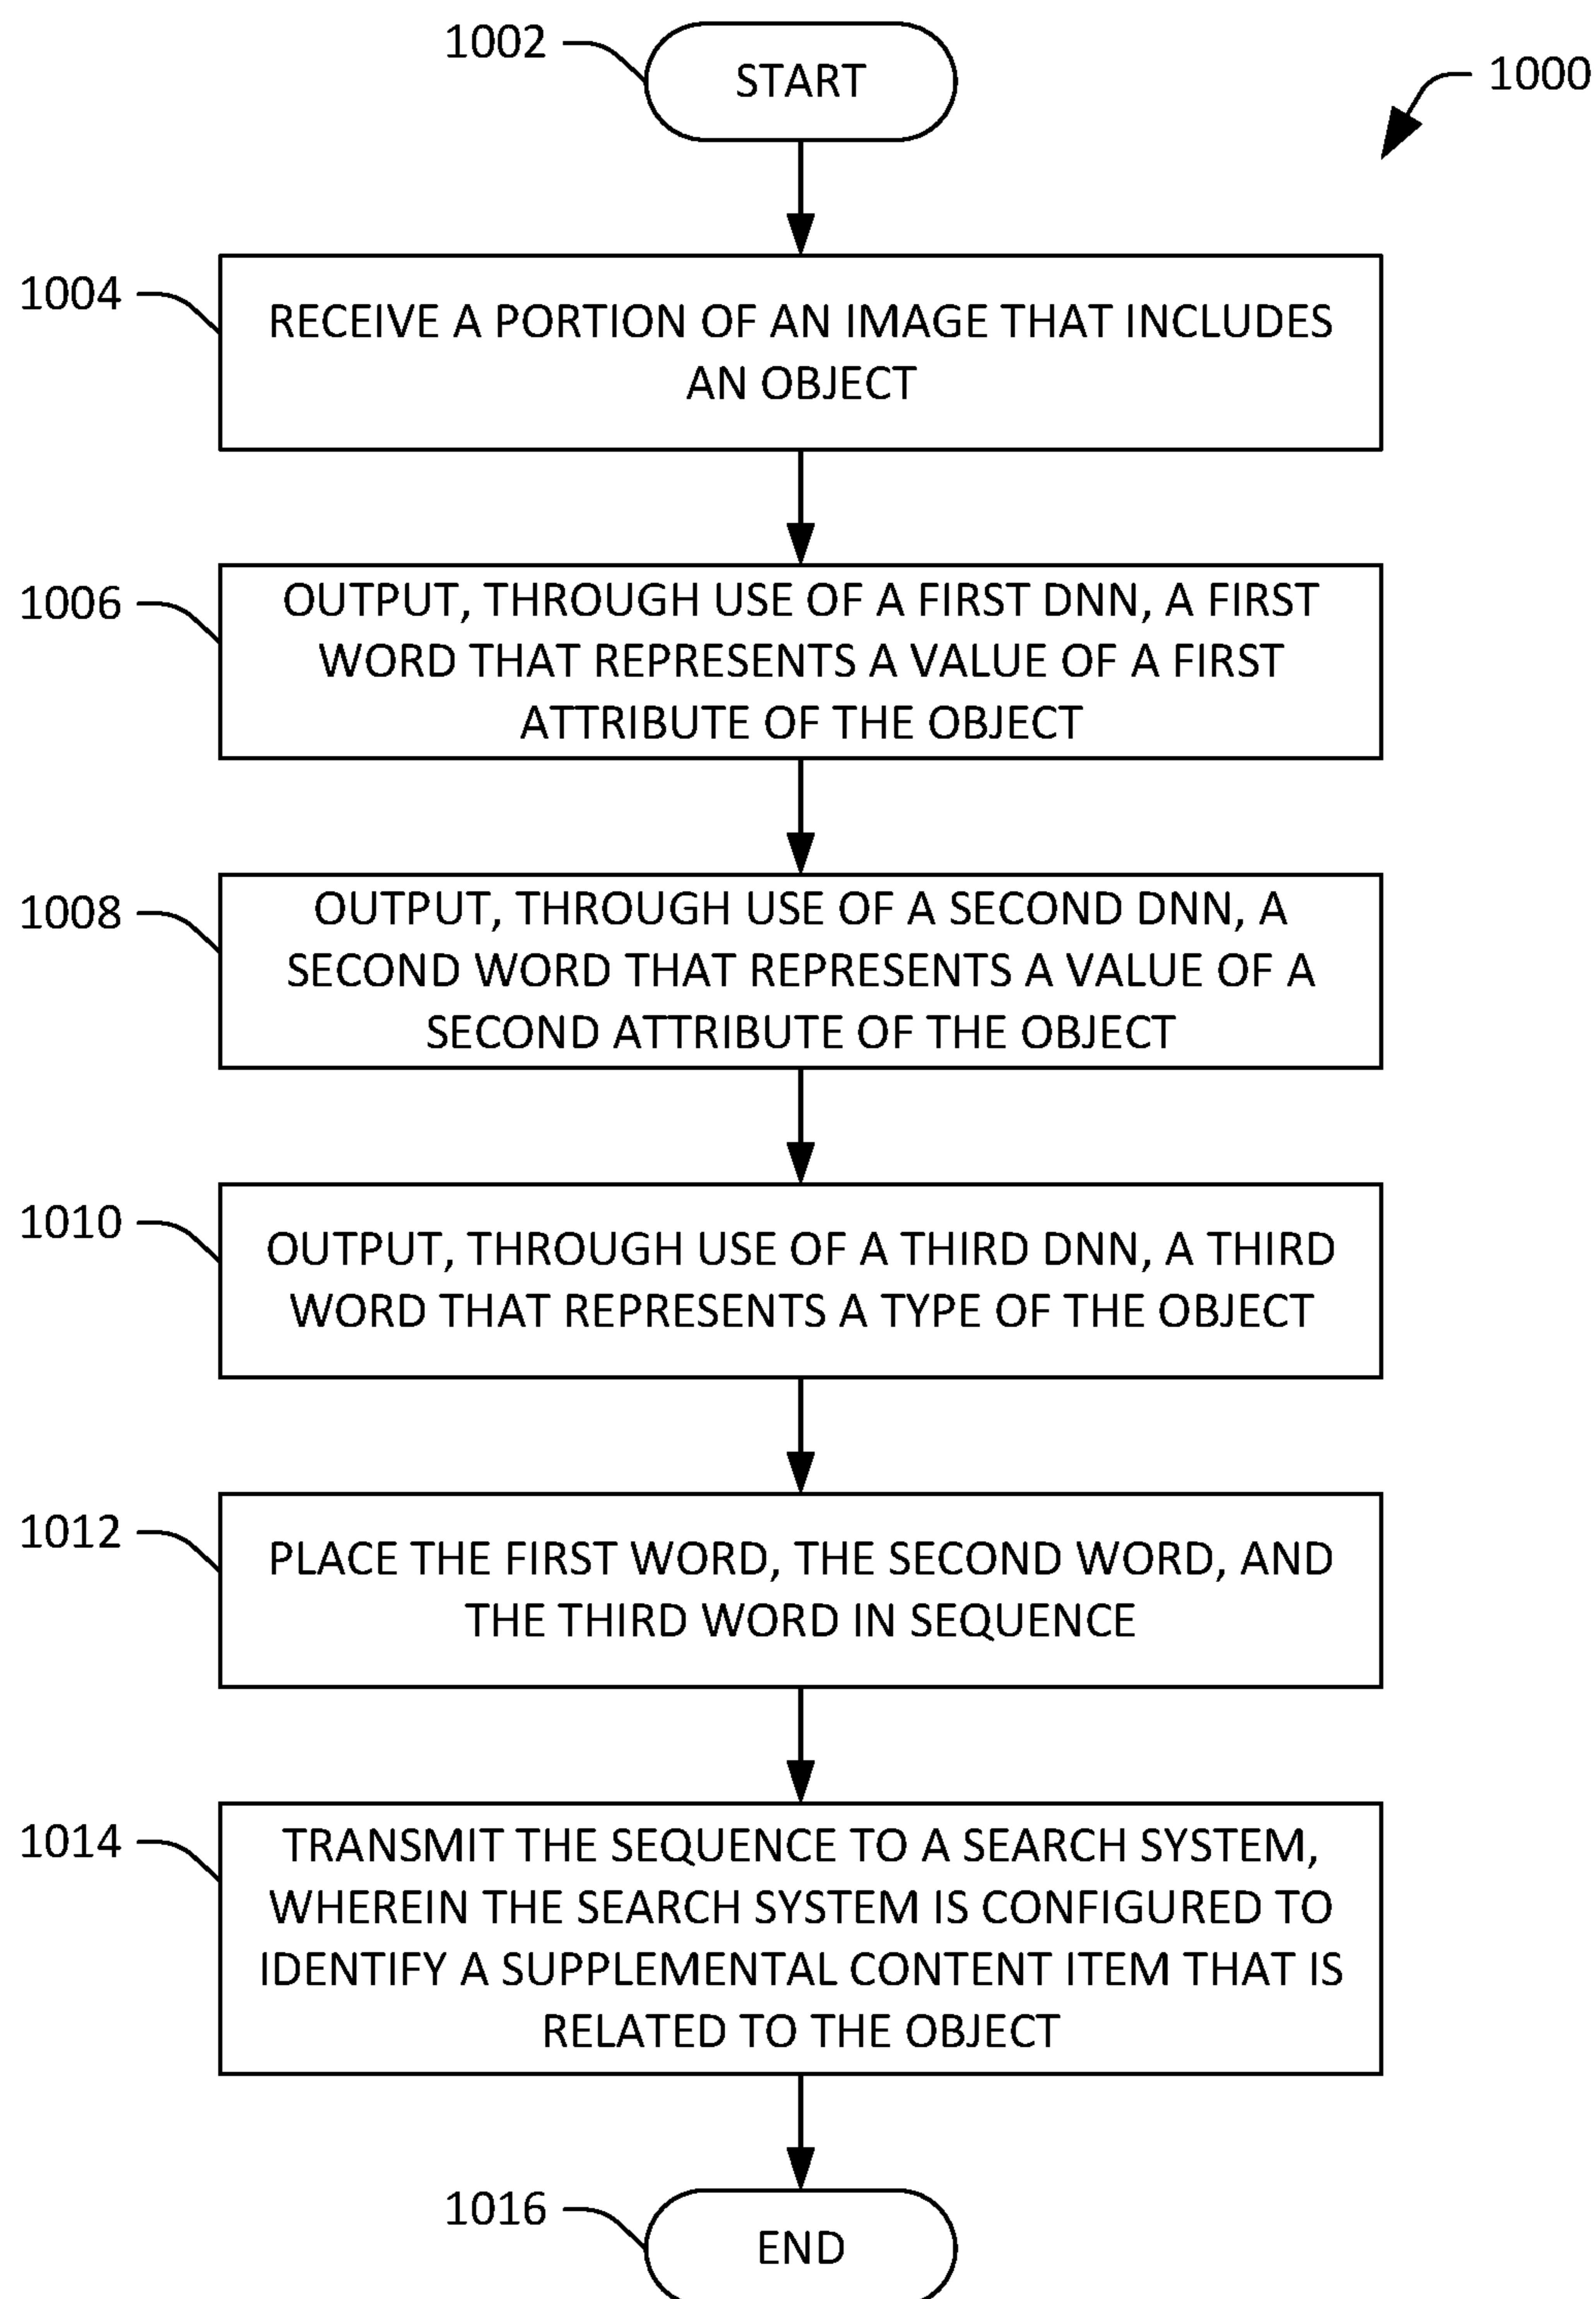 1002
START
1000
1004
RECEIVE A PORTION OF AN IMAGE THAT INCLUDES
AN OBJECT
1006
OUTPUT, THROUGH USE OF A FIRST DNN, A FIRST
WORD THAT REPRESENTS A VALUE OF A FIRST
ATTRIBUTE OF THE OBJECT
1008
OUTPUT, THROUGH USE OF A SECOND DNN, A
SECOND WORD THAT REPRESENTS A VALUE OF A
SECOND ATTRIBUTE OF THE OBJECT
1010
OUTPUT, THROUGH USE OF A THIRD DNN, A THIRD
WORD THAT REPRESENTS A TYPE OF THE OBJECT
1012
PLACE THE FIRST WORD, THE SECOND WORD, AND
THE THIRD WORD IN SEQUENCE
1014
TRANSMIT THE SEQUENCE TO A SEARCH SYSTEM,
WHEREIN THE SEARCH SYSTEM IS CONFIGURED TO
IDENTIFY A SUPPLEMENTAL CONTENT ITEM THAT IS
RELATED TO THE OBJECT
1016
END